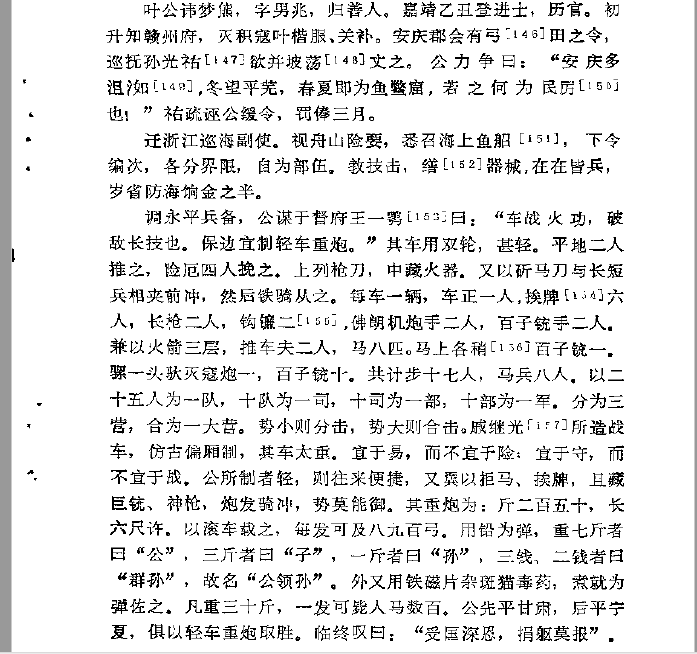 叶公讳梦熊，字男兆，归善人。嘉靖乙丑登进士，历官。初
升知赣州府，灭积寇叶楷服、关补。安庆郡会有弓[146]田之令，
巡抚孙光祐[147]欲并坡荡[148]丈之。公力争曰：“安庆多
沮洳[149]，冬望平芜，春夏即为鱼鳖窟，若之何为民厉[150]
也！”祐疏诬公缓令，罚俸三月。
迁浙江巡海副使。视舟山险要，悉召海上鱼船[151]，下令
编次，各分界限，自为部伍。教技击，缮[152]器械，在在皆兵，
岁省防海饷金之半。
调永平兵备，公谋于督府王一鹗[153]曰：“车战火功，破
敌长技也。保边宜制轻车重炮。”其车用双轮，甚轻。平地二人
推之，险厄四人挽之。上列枪刀，中藏火器。又以斫马刀与长短
兵相夹前冲，然后铁骑从之。每车一辆，车正一人，挨牌[154]六
人，长枪二人，钩镰二[155]，佛朗机炮手二人，百子铳手二人。
兼以火箭三层，推车夫二人，马八匹。马上各稍[156]百子铳一。
骡一头驮灭寇炮一，百子铳十。共计步十七人，马兵八人。以二
十五人为一队，十队为一司，十司为一部，十部为一军。分为三
营，合为一大营。势小则分击，势大则合击。戚继光[157]所造战
车，仿古偏厢制，其车太重。宜于易，而不宜于险；宜于守，而
不宜于战。公所制者轻，则往来便捷，又翼以拒马、挨牌，且藏
巨铳、神枪，炮发骑冲，势莫能御。其重炮为：斤二百五十，长
六尺许。以滚车载之，每发可及八九百弓。用铅为弹，重七斤者
曰“公”，三斤者曰“子”，一斤者曰“孙”，三钱、二钱者曰
“群孙”，故名“公领孙”。外又用铁磁片杂斑猫毒药，煮就为
弹佐之。凡重三十斤，一发可毙人马数百。公先平甘肃，后平宁
夏，俱以轻车重炮取胜。临终叹曰：“受国深恩，捐躯莫报”。